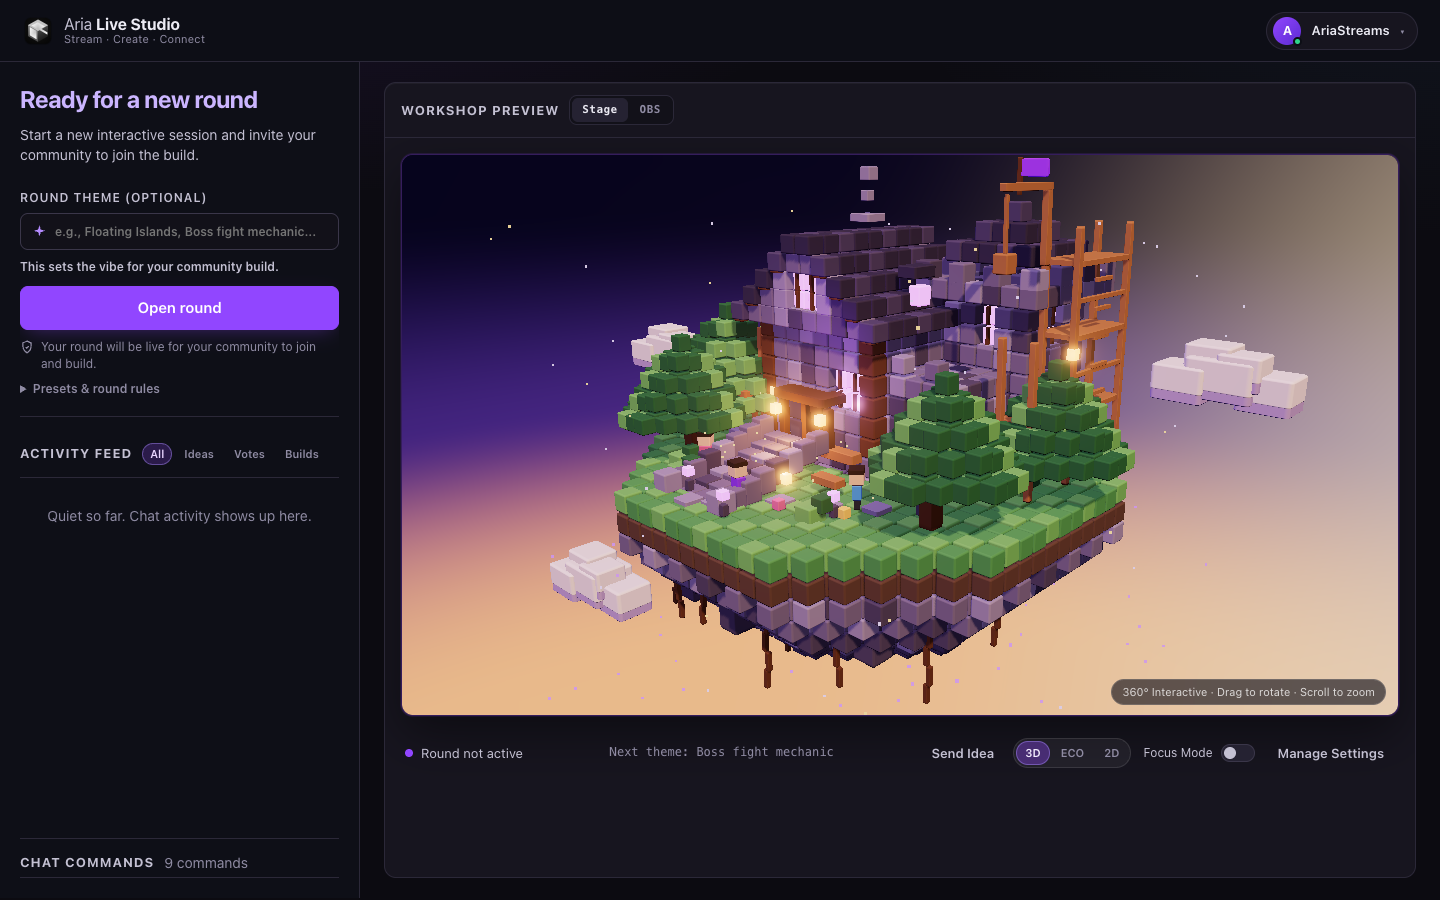 Aria Live Studio
Stream · Create · Connect
A
AriaStreams
Ready for a new round
Start a new interactive session and invite your
community to join the build.
ROUND THEME (OPTIONAL)
e.g., Floating Islands, Boss fight mechanic...
This sets the vibe for your community build.
Open round
Your round will be live for your community to join
and build.
Presets & round rules
ACTIVITY FEED All Ideas Votes Builds
Quiet so far. Chat activity shows up here.
CHAT COMMANDS 9 commands
WORKSHOP PREVIEW Stage OBS
360° Interactive · Drag to rotate · Scroll to zoom
Round not active
Next theme: Boss fight mechanic
Send Idea
3D ECO 2D
Focus Mode
Manage Settings